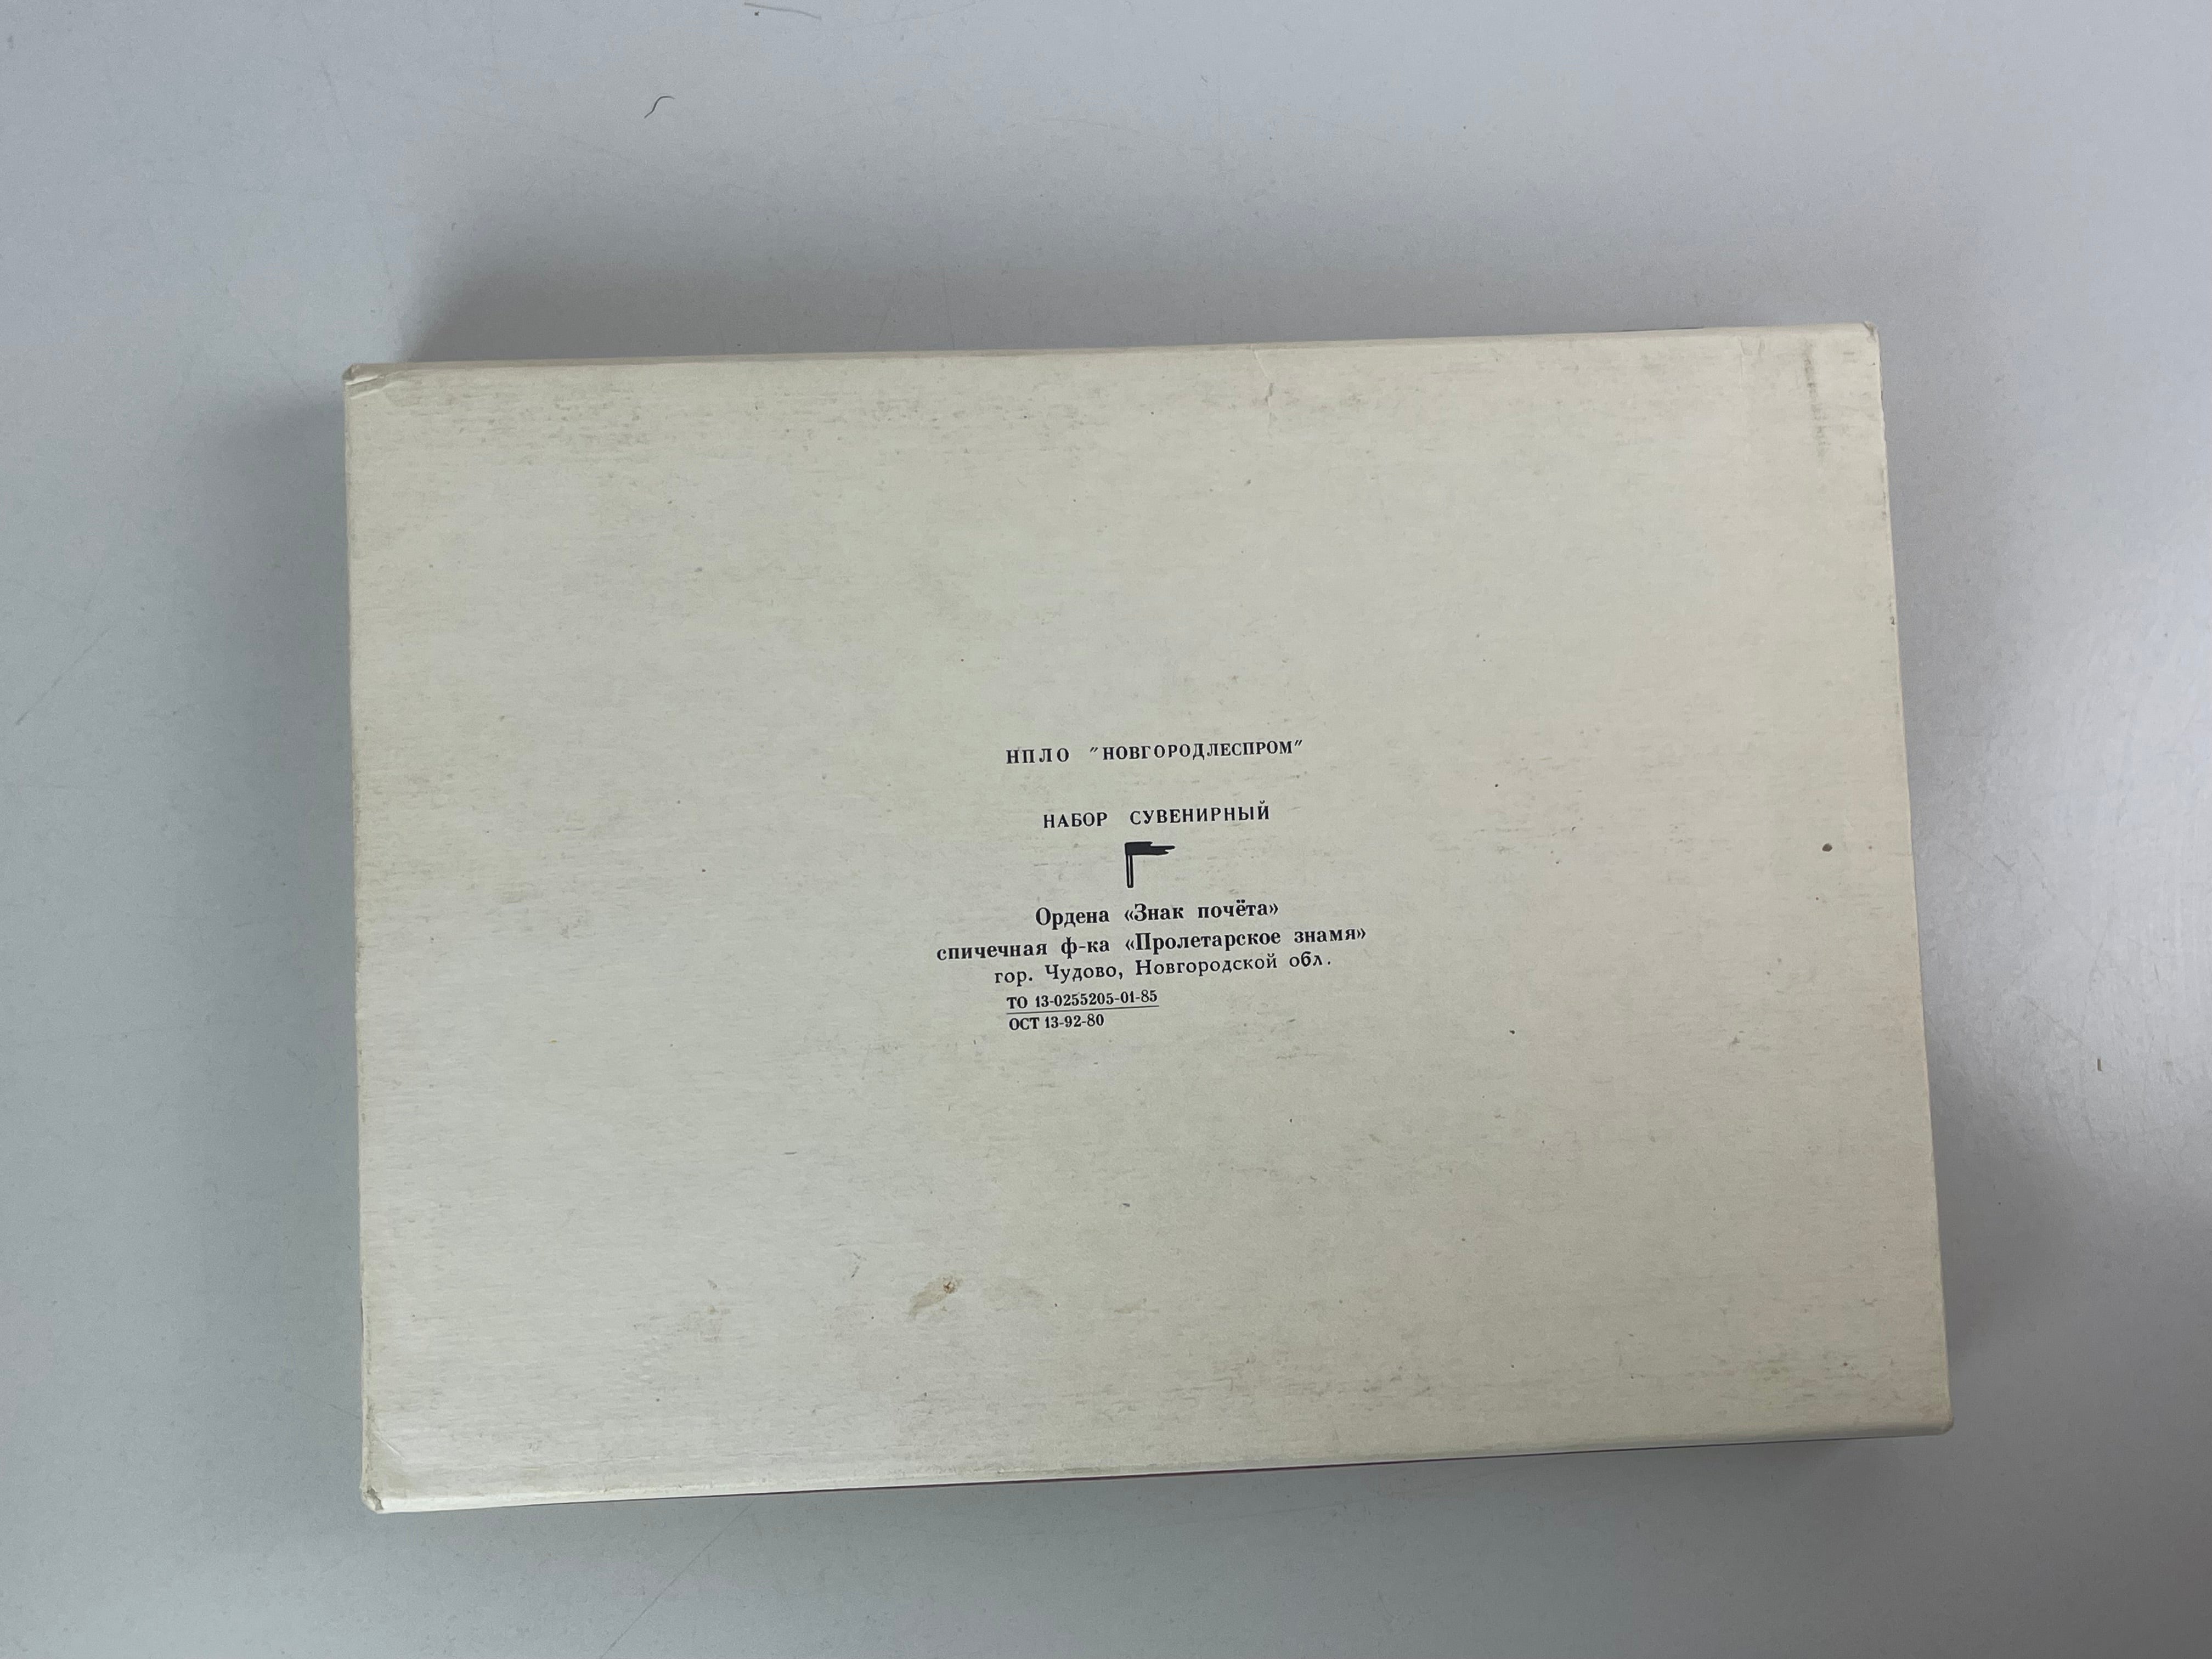 НПЛО "НОВГОРОДЛЕСПРОМ"
НАБОР СУВЕНИРНЫЙ
Ордена «Знак почёта»
спичечная ф-ка «Пролетарское знамя»
гор. Чудово, Новгородской обл.
ТО 13-0255205-01-85
ОСТ 13-92-80